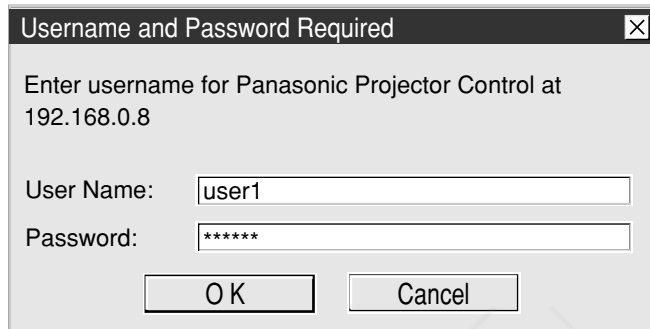 Username and Password Required
Enter username for Panasonic Projector Control at
192.168.0.8
User Name: user1
Password: ******
O K Cancel